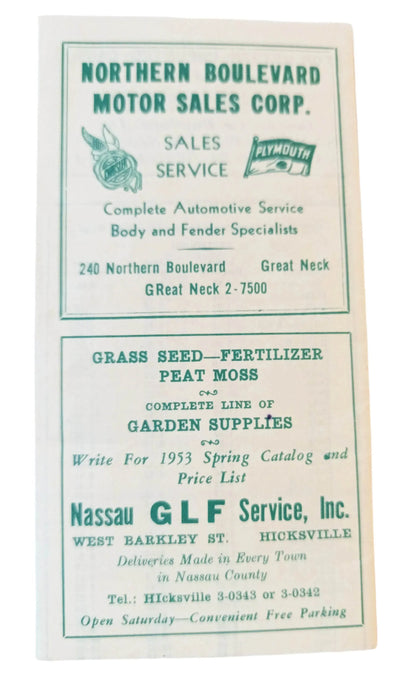 NORTHERN BOULEVARD
MOTOR SALES CORP.
SALES
SERVICE
PLYMOUTH
Complete Automotive Service
Body and Fender Specialists
240 Northern Boulevard Great Neck
GReat Neck 2-7500
GRASS SEED—FERTILIZER
PEAT MOSS
COMPLETE LINE OF
GARDEN SUPPLIES
Write For 1953 Spring Catalog and
Price List
Nassau GLF Service, Inc.
WEST BARKLEY ST. HICKSVILLE
Deliveries Made in Every Town
in Nassau County
Tel.: HIcksville 3-0343 or 3-0342
Open Saturday—Convenient Free Parking